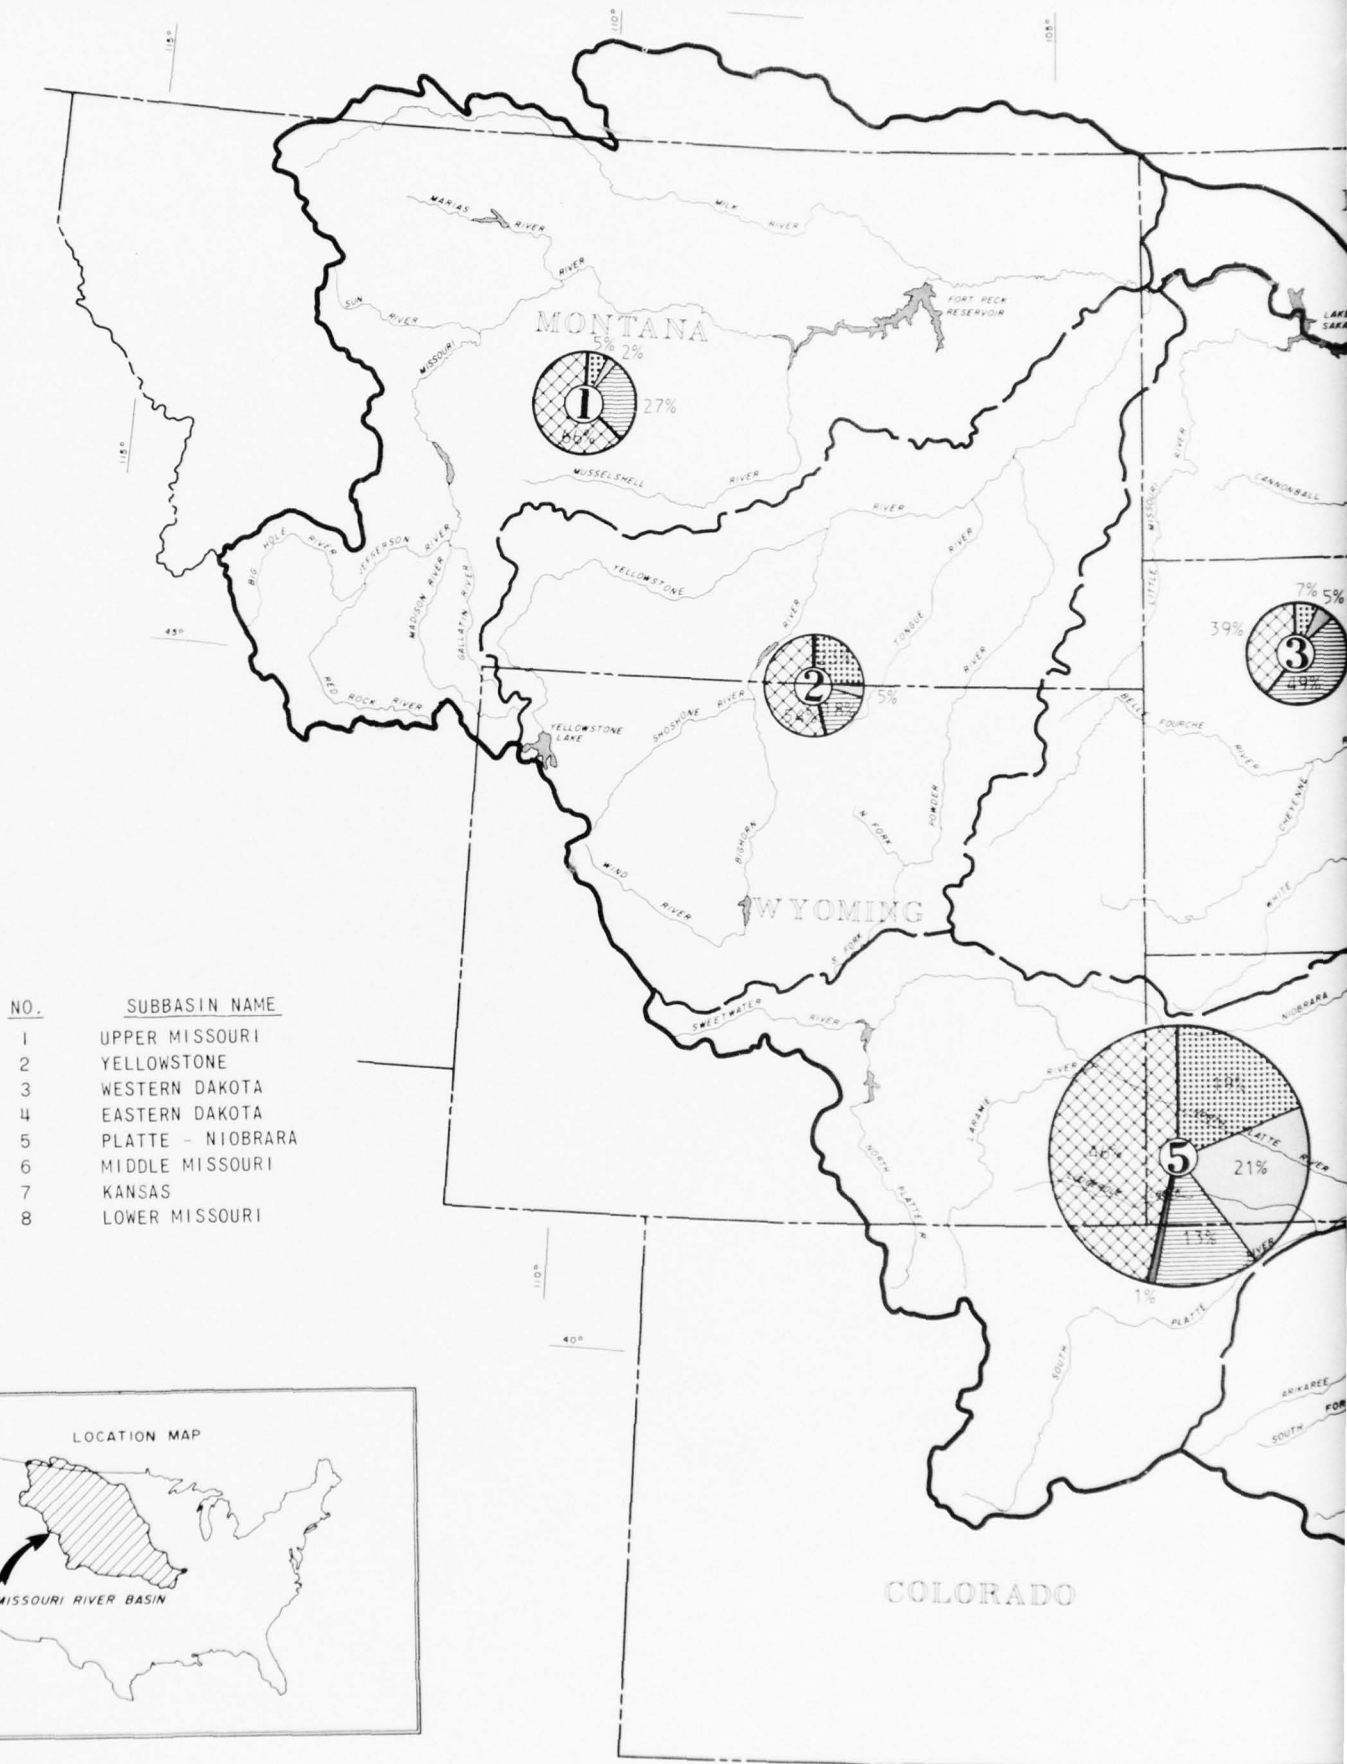 115°
110°
105°
MARIAS
RIVER
MILK
RIVER
RIVER
SUN
RIVER
MONTANA
FORT PECK
RESERVOIR
LAKE
SAKA
MISSOURI
5%
2%
1
27%
66%
115°
MUSSELSHELL
RIVER
RIVER
CANNONBALL
BIG
HOLE
RIVER
JEFFERSON
RIVER
RIVER
LITTLE
MISSOURI
RIVER
YELLOWSTONE
MADISON RIVER
GALLATIN RIVER
RIVER
TONGUE
7%
5%
39%
3
49%
45°
RED ROCK RIVER
2
5%
RIVER
SHOSHONE RIVER
BELLE
FOURCHE
RIVER
YELLOWSTONE
LAKE
N. FORK
POWDER
CHEYENNE
BIGHORN
WIND
RIVER
WYOMING
WHITE
S. FORK
NO. SUBBASIN NAME
1 UPPER MISSOURI
2 YELLOWSTONE
3 WESTERN DAKOTA
4 EASTERN DAKOTA
5 PLATTE - NIOBRARA
6 MIDDLE MISSOURI
7 KANSAS
8 LOWER MISSOURI
SWEETWATER
RIVER
NIOBRARA
RIVER
LARAMIE
PLATTE
RIVER
5
21%
NORTH
PLATTE
R
13%
RIVER
1%
110°
PLATTE
40°
SOUTH
ARIKAREE
SOUTH
FOR
LOCATION MAP
MISSOURI RIVER BASIN
COLORADO